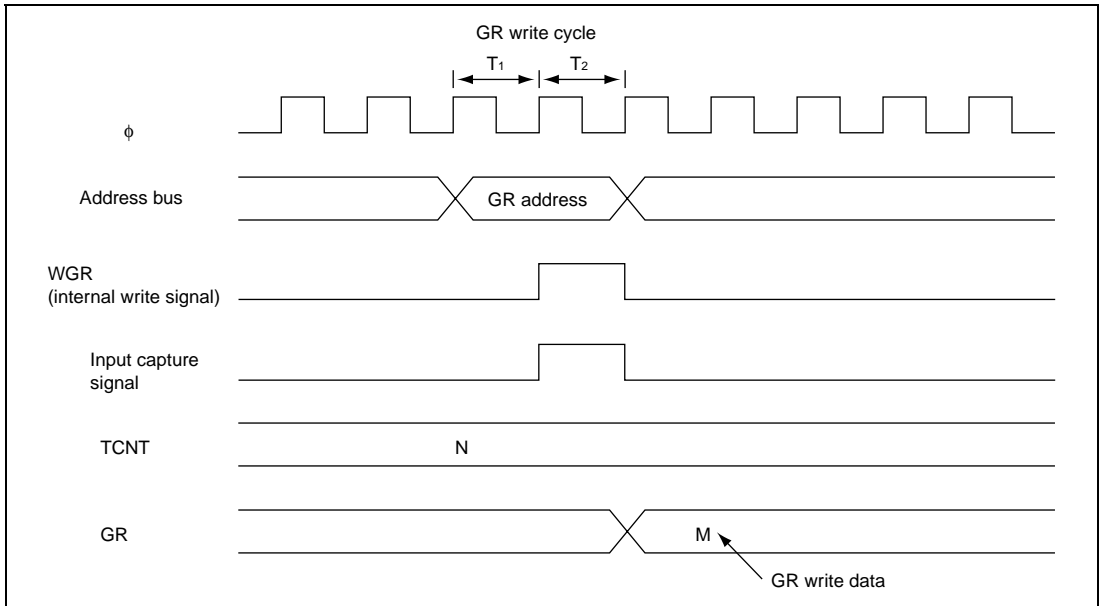 GR write cycle
T1 T2
ϕ
Address bus
GR address
WGR
(internal write signal)
Input capture
signal
TCNT
N
GR
M
GR write data